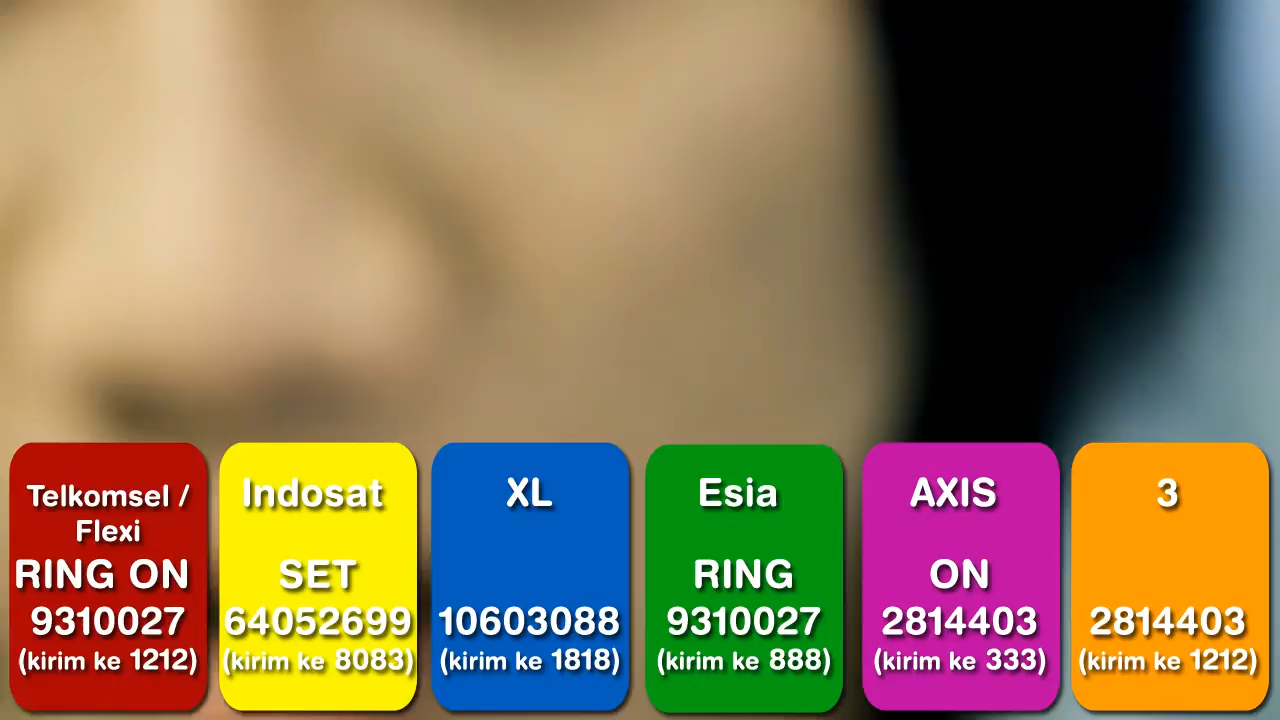 Telkomsel /
Flexi
RING ON
9310027
(kirim ke 1212)
Indosat
SET
64052699
(kirim ke 8083)
XL
10603088
(kirim ke 1818)
Esia
RING
9310027
(kirim ke 888)
AXIS
ON
2814403
(kirim ke 333)
3
2814403
(kirim ke 1212)